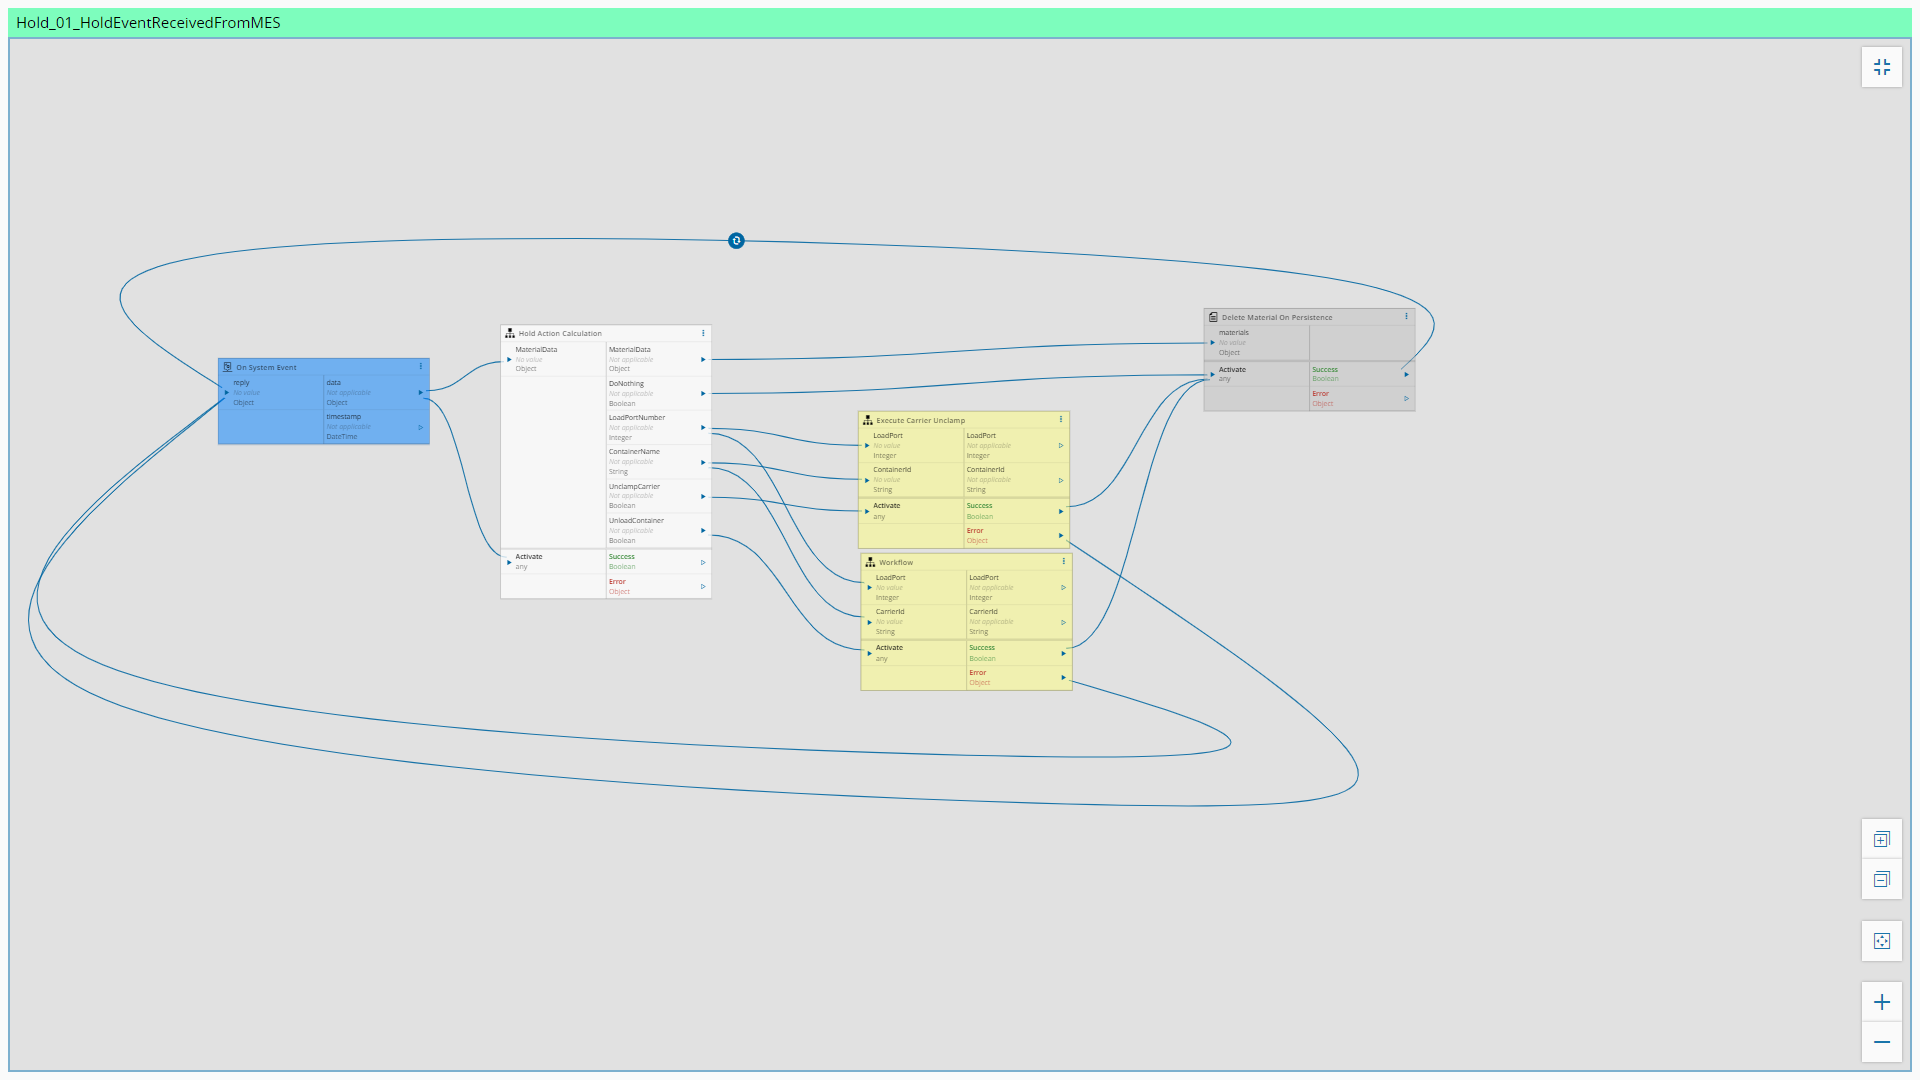 Hold_01_HoldEventReceivedFromMES
On System Event
reply
No value
Object
data
Not applicable
Object
timestamp
Not applicable
DateTime
Hold Action Calculation
MaterialData
No value
Object
MaterialData
Not applicable
Object
DoNothing
Not applicable
Boolean
LoadPortNumber
Not applicable
Integer
ContainerName
Not applicable
String
UnclampCarrier
Not applicable
Boolean
UnloadContainer
Not applicable
Boolean
Activate
any
Success
Boolean
Error
Object
Execute Carrier Unclamp
LoadPort
No value
Integer
LoadPort
Not applicable
Integer
ContainerId
No value
String
ContainerId
Not applicable
String
Activate
any
Success
Boolean
Error
Object
Workflow
LoadPort
No value
Integer
LoadPort
Not applicable
Integer
CarrierId
No value
String
CarrierId
Not applicable
String
Activate
any
Success
Boolean
Error
Object
Delete Material On Persistence
materials
No value
Object
Activate
any
Success
Boolean
Error
Object